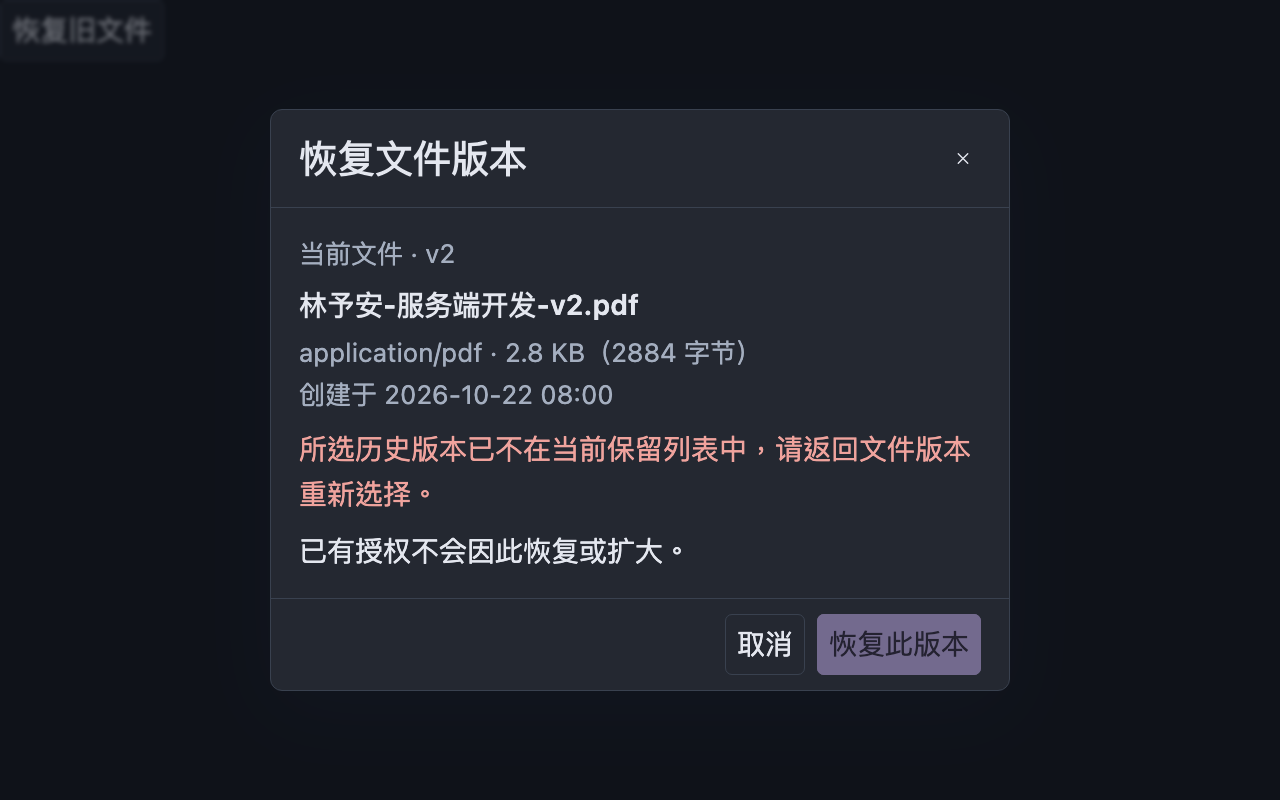 恢复旧文件
恢复文件版本
×
当前文件 · v2
林予安-服务端开发-v2.pdf
application/pdf · 2.8 KB（2884 字节）
创建于 2026-10-22 08:00
所选历史版本已不在当前保留列表中，请返回文件版本
重新选择。
已有授权不会因此恢复或扩大。
取消
恢复此版本